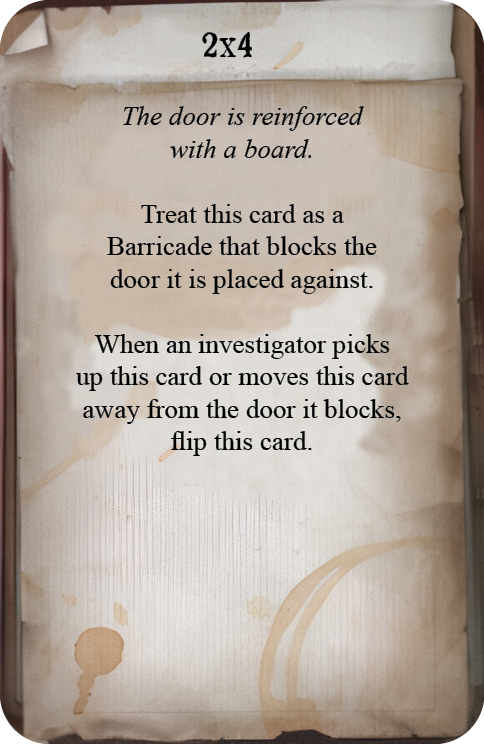 2x4
The door is reinforced
with a board.
Treat this card as a
Barricade that blocks the
door it is placed against.
When an investigator picks
up this card or moves this card
away from the door it blocks,
flip this card.